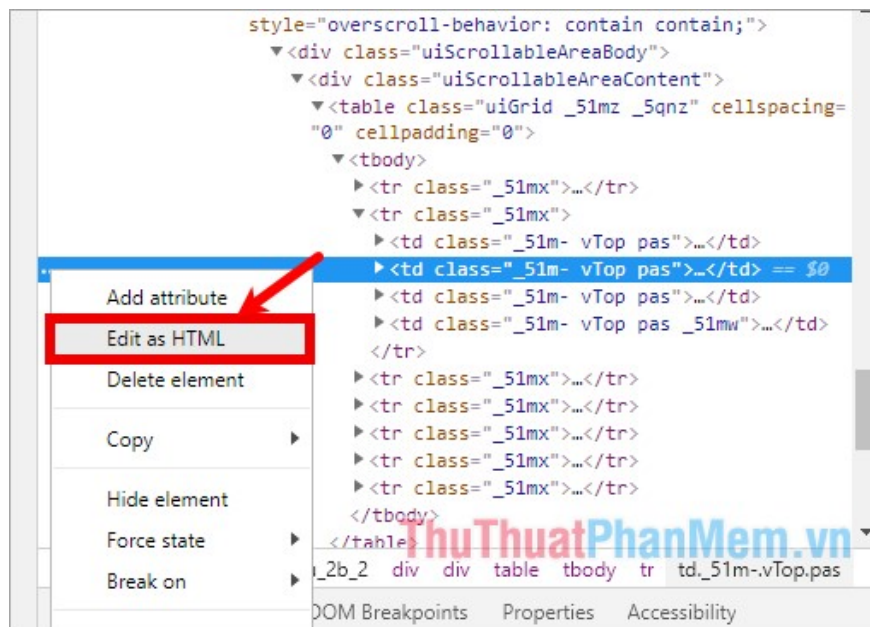 style="overscroll-behavior: contain contain;">
▼<div class="uiScrollableAreaBody">
▼<div class="uiScrollableAreaContent">
▼<table class="uiGrid _51mz _5qnz" cellspacing=
"0" cellpadding="0">
▼<tbody>
▶<tr class="_51mx">…</tr>
▼<tr class="_51mx">
▶<td class="_51m- vTop pas">…</td>
▶<td class="_51m- vTop pas">…</td> == $0
▶<td class="_51m- vTop pas">…</td>
▶<td class="_51m- vTop pas _51mw">…</td>
</tr>
▶<tr class="_51mx">…</tr>
▶<tr class="_51mx">…</tr>
▶<tr class="_51mx">…</tr>
▶<tr class="_51mx">…</tr>
▶<tr class="_51mx">…</tr>
</tbody>
</table>
Add attribute
Edit as HTML
Delete element
Copy
Hide element
Force state
Break on
ThuThuatPhanMem.vn
_2b_2 div div table tbody tr td._51m-.vTop.pas
DOM Breakpoints Properties Accessibility